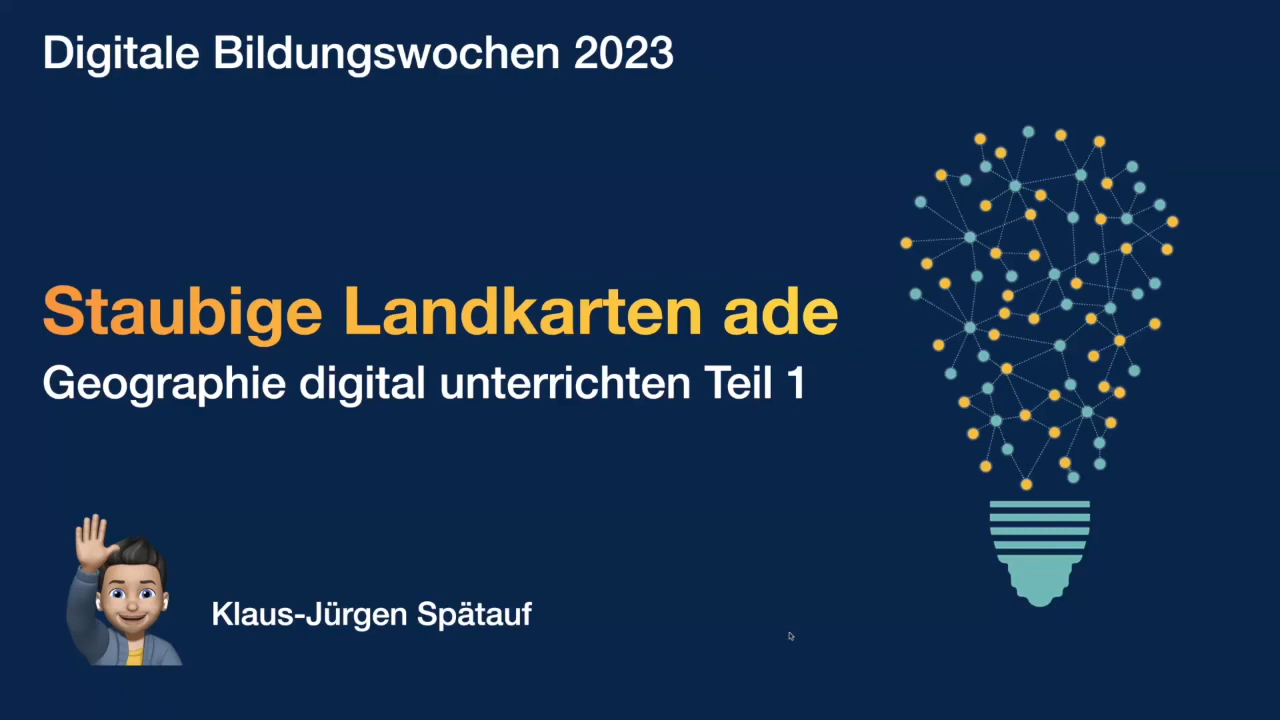 Digitale Bildungswochen 2023
Staubige Landkarten ade
Geographie digital unterrichten Teil 1
Klaus-Jürgen Spätauf